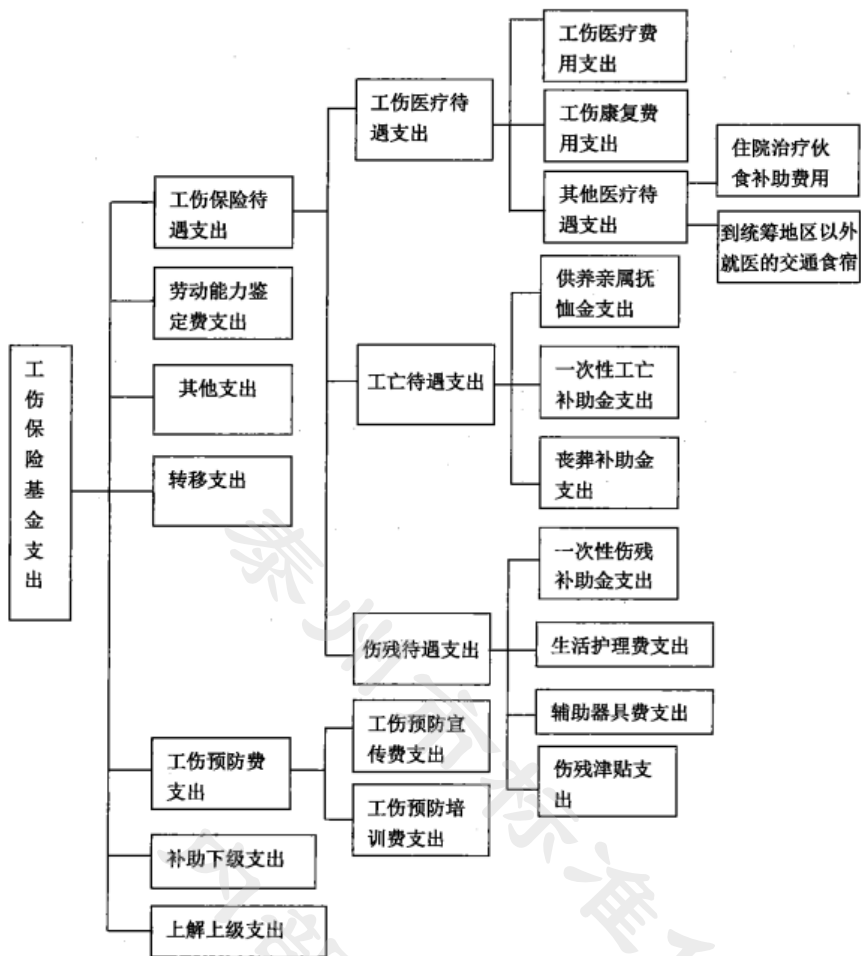 工伤保险基金支出
工伤保险待
遇支出
劳动能力鉴
定费支出
其他支出
转移支出
工伤预防费
支出
补助下级支出
上解上级支出
工伤医疗待
遇支出
工亡待遇支出
伤残待遇支出
工伤预防宣
传费支出
工伤预防培
训费支出
工伤医疗费
用支出
工伤康复费
用支出
其他医疗待
遇支出
供养亲属抚
恤金支出
一次性工亡
补助金支出
丧葬补助金
支出
一次性伤残
补助金支出
生活护理费支出
辅助器具费支出
伤残津贴支
出
住院治疗伙
食补助费用
到统筹地区以外
就医的交通食宿
泰州市标准
内部